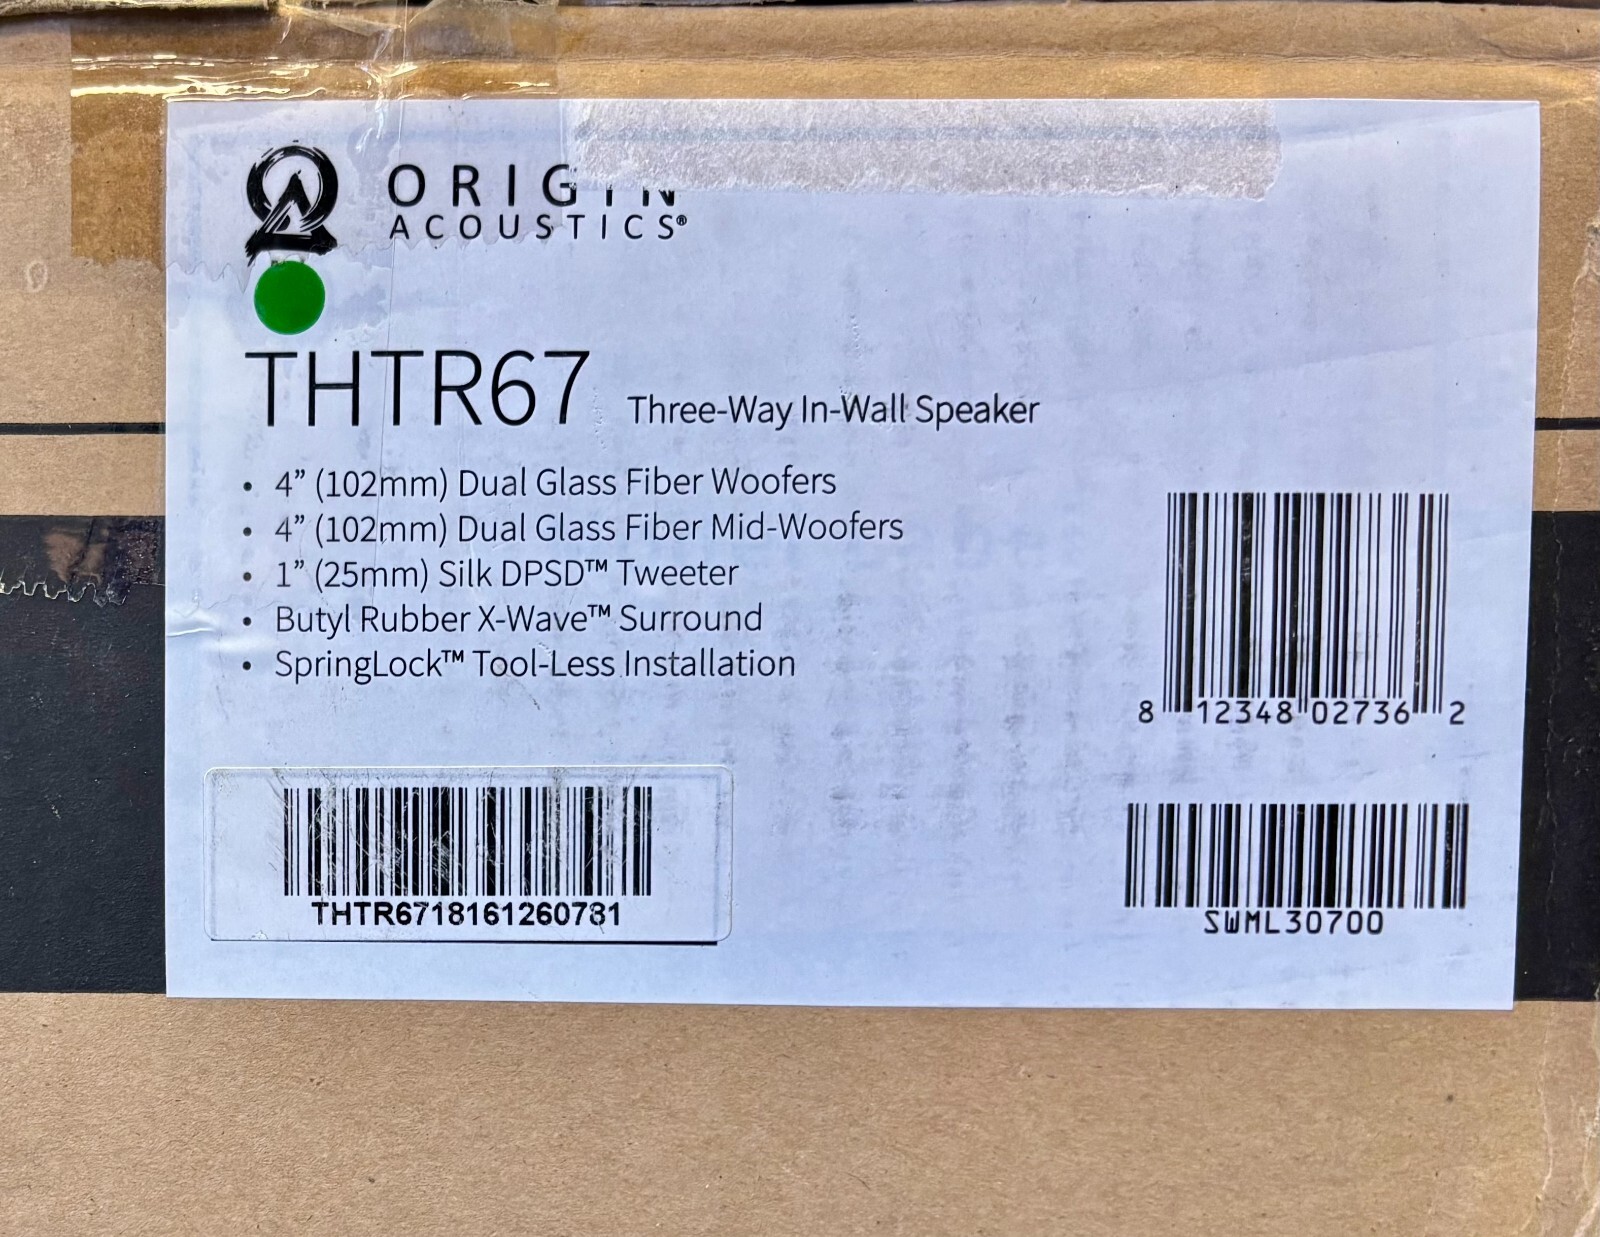 ORIGIN
ACOUSTICS®
THTR67 Three-Way In-Wall Speaker
• 4” (102mm) Dual Glass Fiber Woofers
• 4” (102mm) Dual Glass Fiber Mid-Woofers
• 1” (25mm) Silk DPSD™ Tweeter
• Butyl Rubber X-Wave™ Surround
• SpringLock™ Tool-Less Installation
8 12348 02736 2
THTR6718161260781
SWML30700